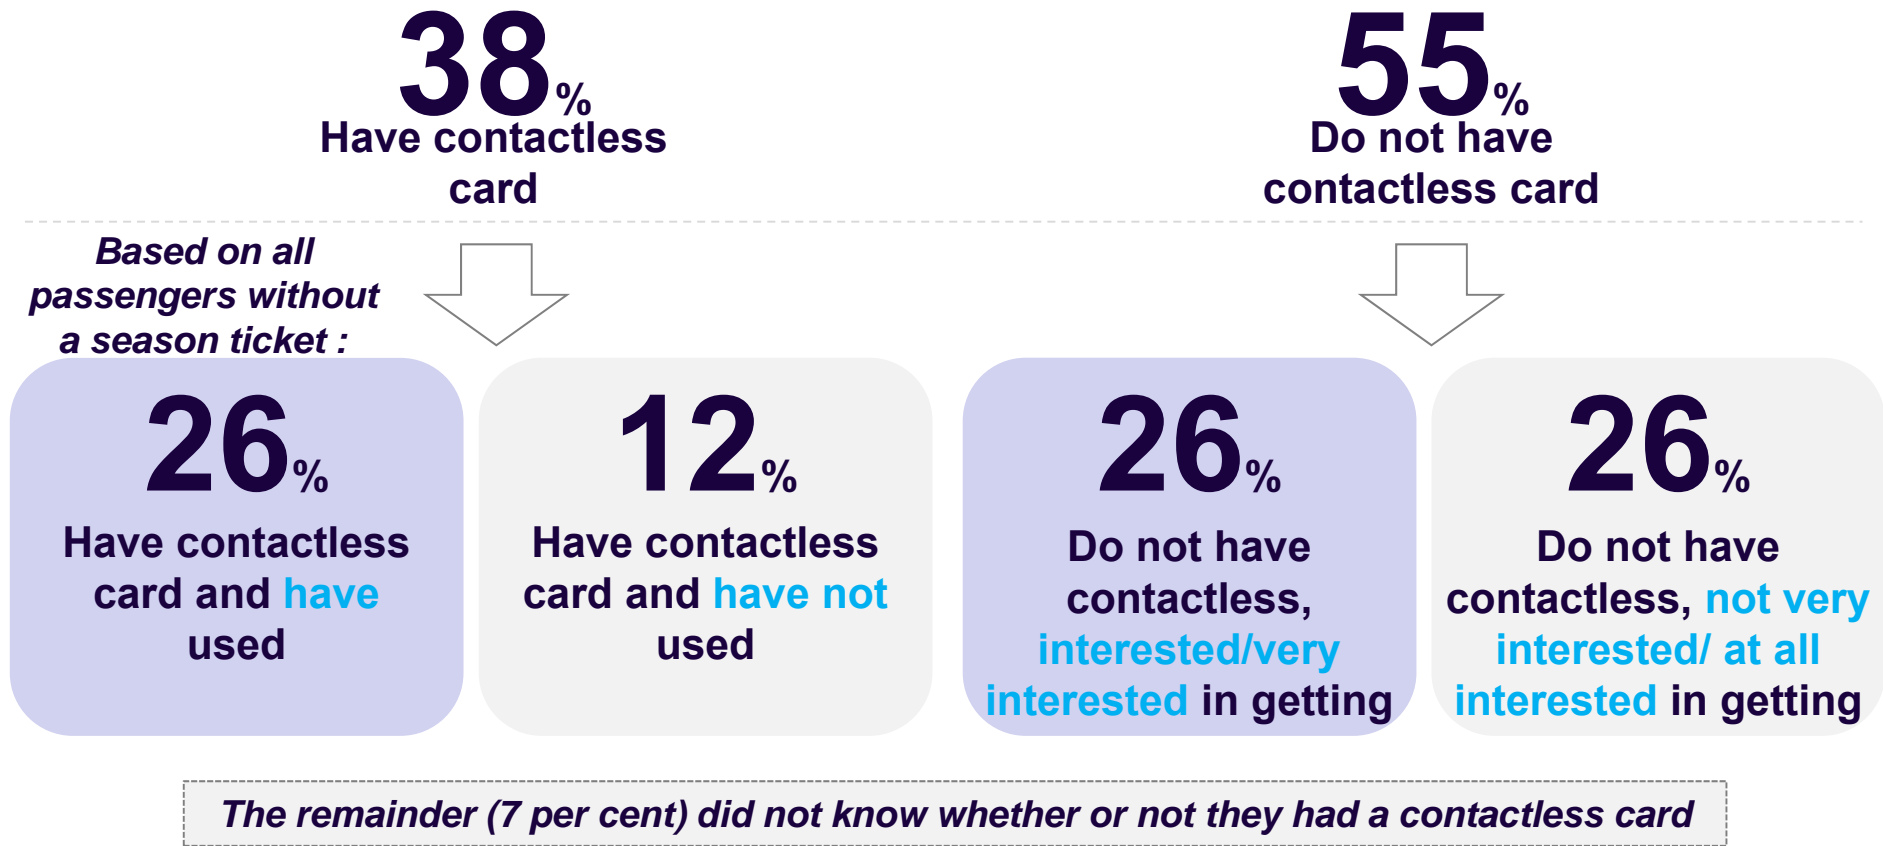 38%
Have contactless
card
55%
Do not have
contactless card
Based on all
passengers without
a season ticket :
26%
Have contactless
card and have
used
12%
Have contactless
card and have not
used
26%
Do not have
contactless,
interested/very
interested in getting
26%
Do not have
contactless, not very
interested/ at all
interested in getting
The remainder (7 per cent) did not know whether or not they had a contactless card